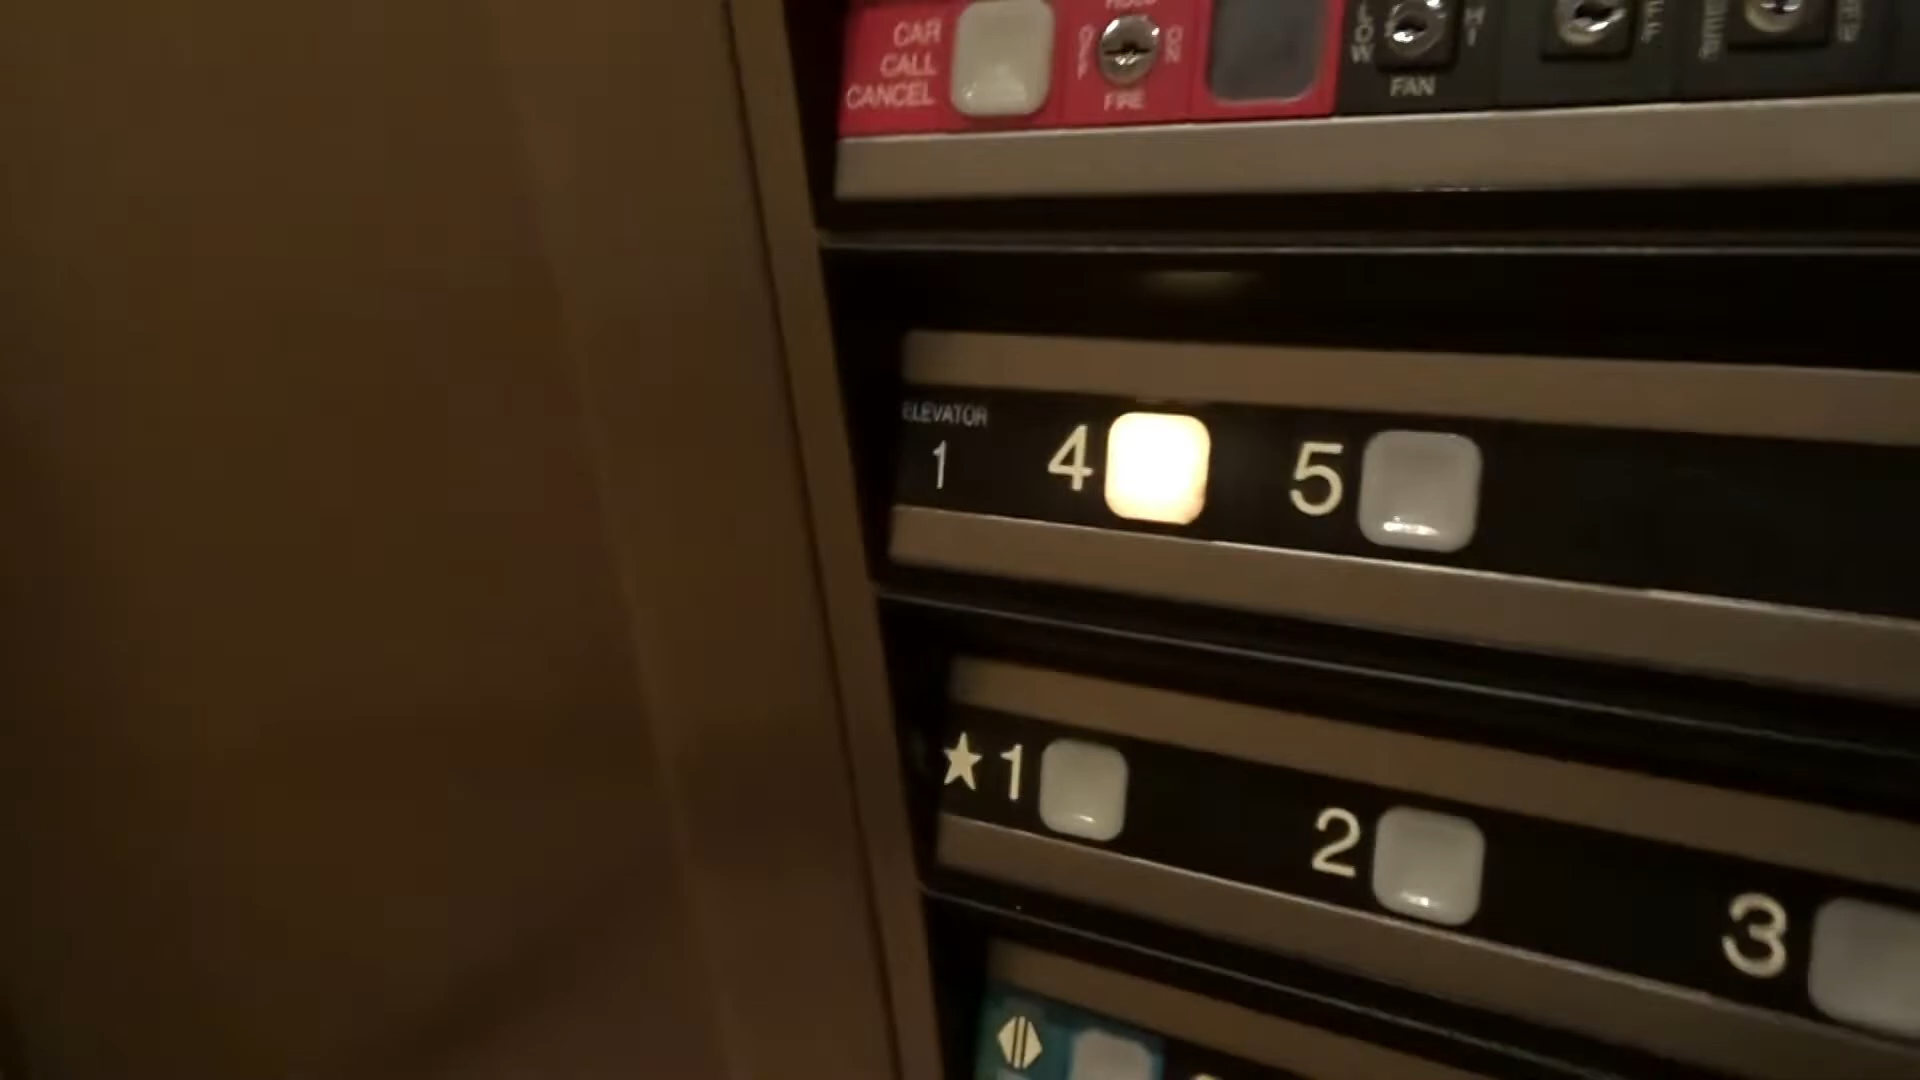 CAR
CALL
CANCEL
HOLD
OFF
ON
FIRE
LOW
HI
FAN
ELEVATOR
1
4
5
★1
2
3